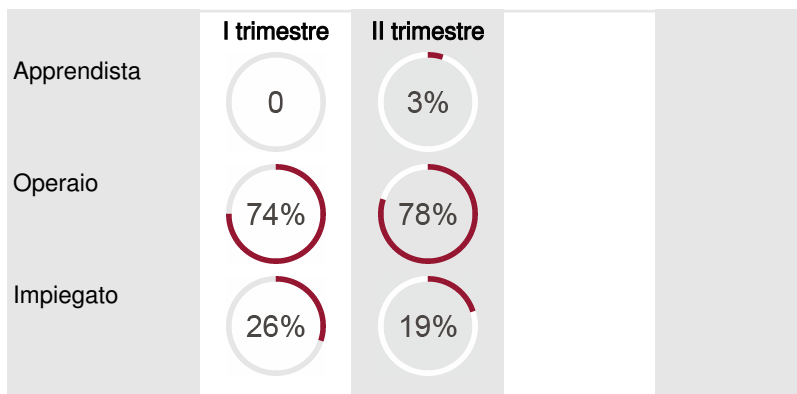 I trimestre II trimestre
Apprendista
0 3%
Operaio
74% 78%
Impiegato
26% 19%